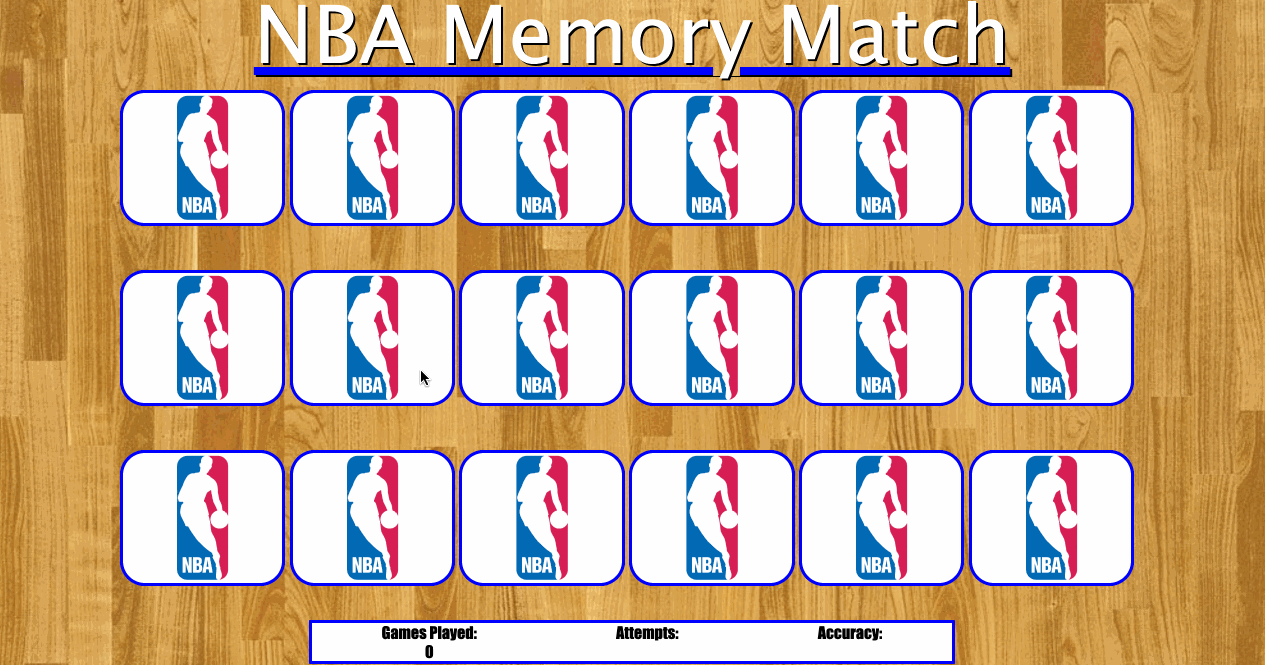 NBA Memory Match
NBA NBA NBA NBA NBA NBA
NBA NBA NBA NBA NBA NBA
NBA NBA NBA NBA NBA NBA
Games Played: Attempts: Accuracy:
0